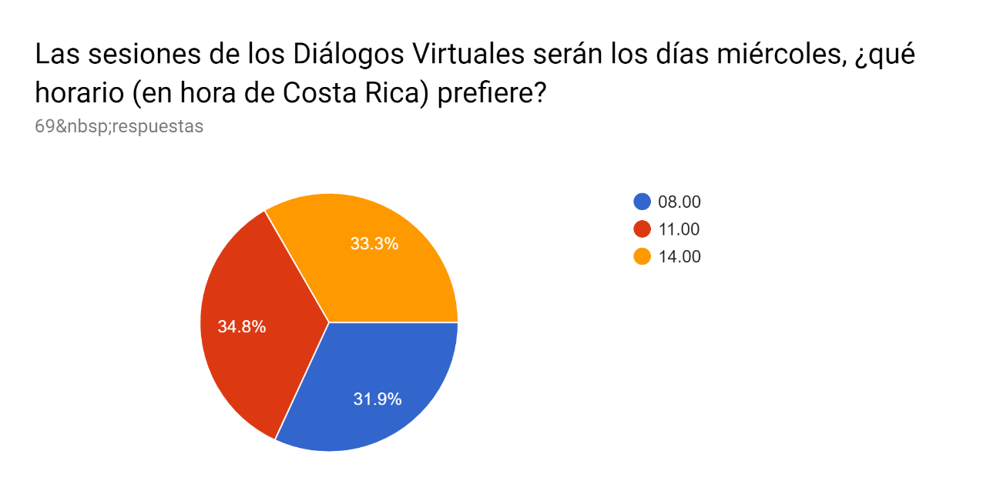 Las sesiones de los Diálogos Virtuales serán los días miércoles, ¿qué
horario (en hora de Costa Rica) prefiere?
69&nbsp;respuestas
08.00
11.00
14.00
33.3%
34.8%
31.9%